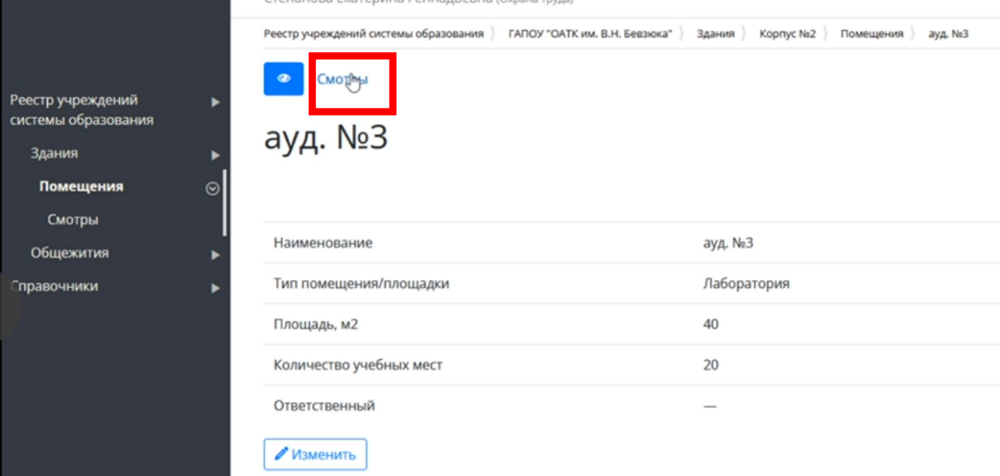 Степанова Екатерина Геннадьевна (Охрана труда)
Реестр учреждений системы образования 〉 ГАПОУ "ОАТК им. В.Н. Бевзюка" 〉 Здания 〉 Корпус №2 〉 Помещения 〉 ауд. №3
Смотры
ауд. №3
Реестр учреждений
системы образования
Здания
Помещения
Смотры
Общежития
Справочники
Наименование ауд. №3
Тип помещения/площадки Лаборатория
Площадь, м2 40
Количество учебных мест 20
Ответственный —
Изменить